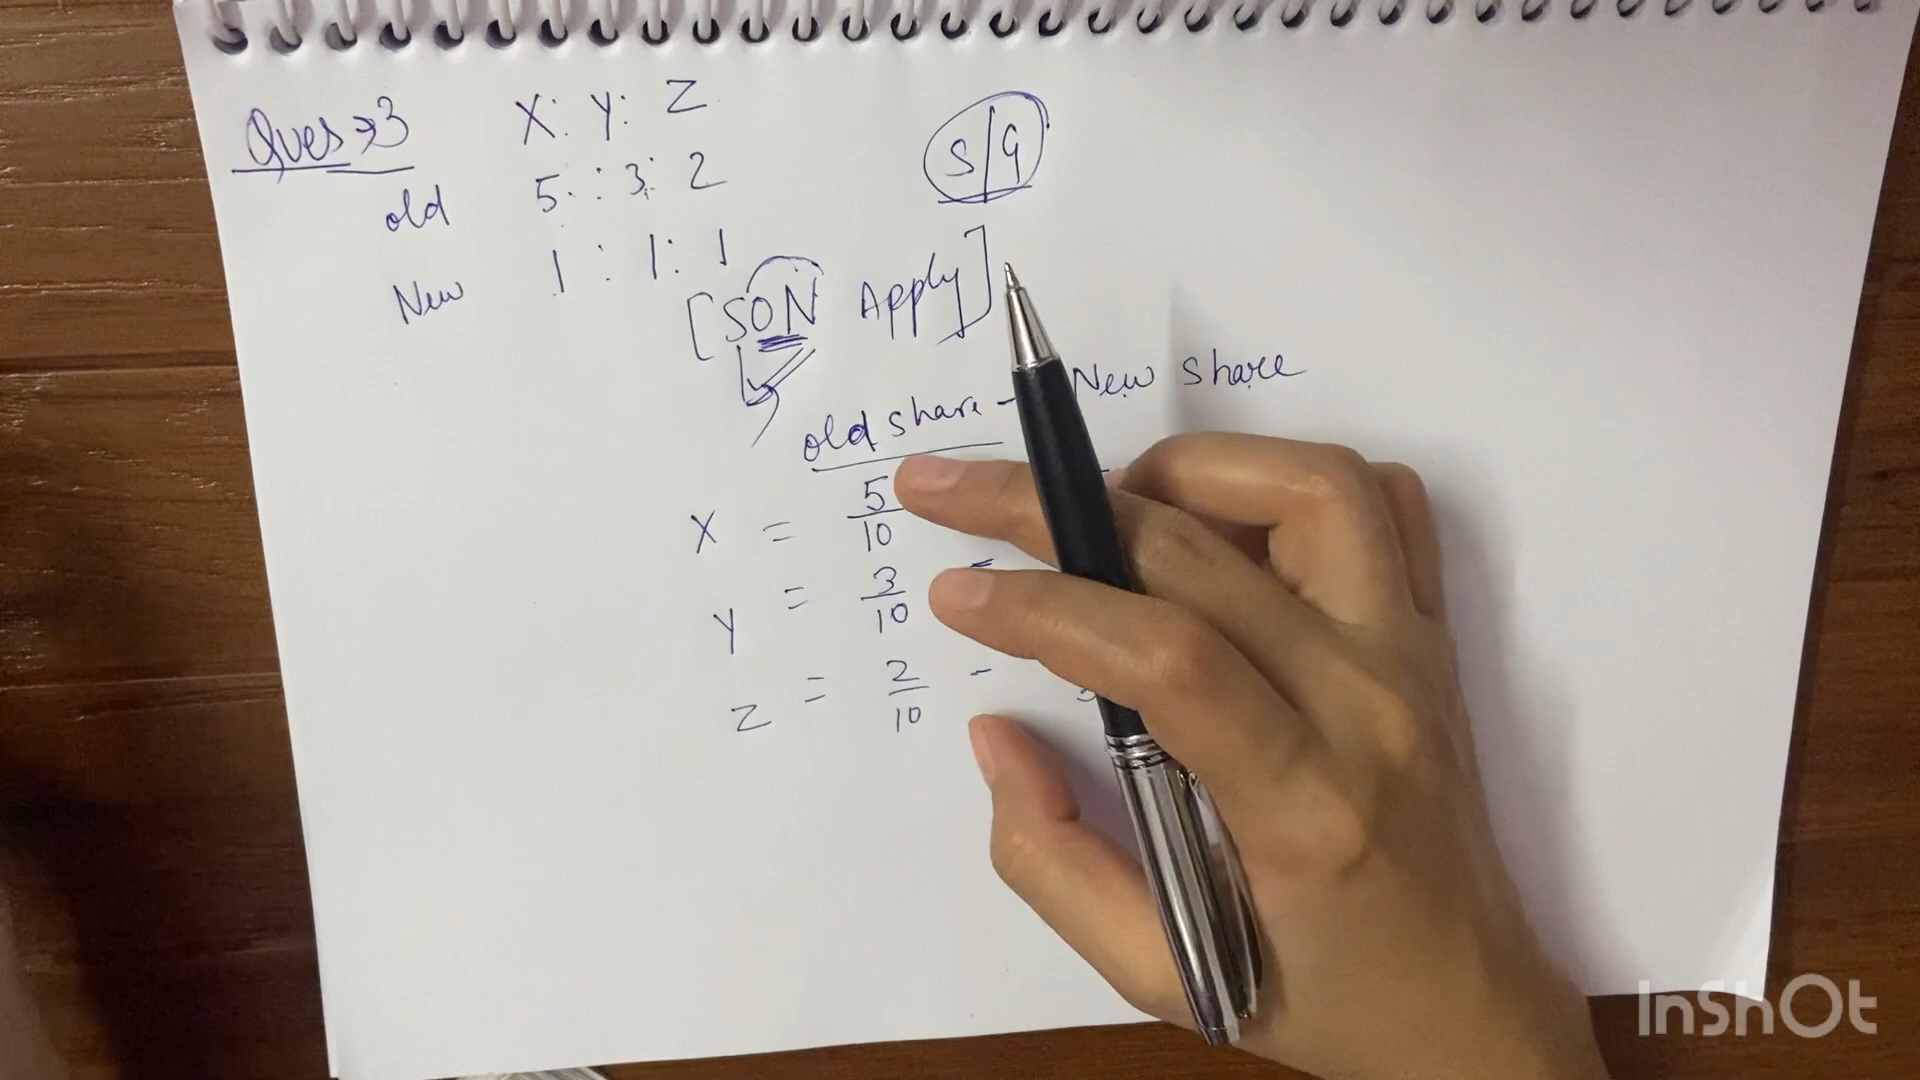 Ques → 3 X : Y : Z
S/G
old 5 : 3 : 2
New 1 : 1 : 1
[SON Apply]
old share - New share
X = 5/10
Y = 3/10 -
Z = 2/10 - 3
InShOt